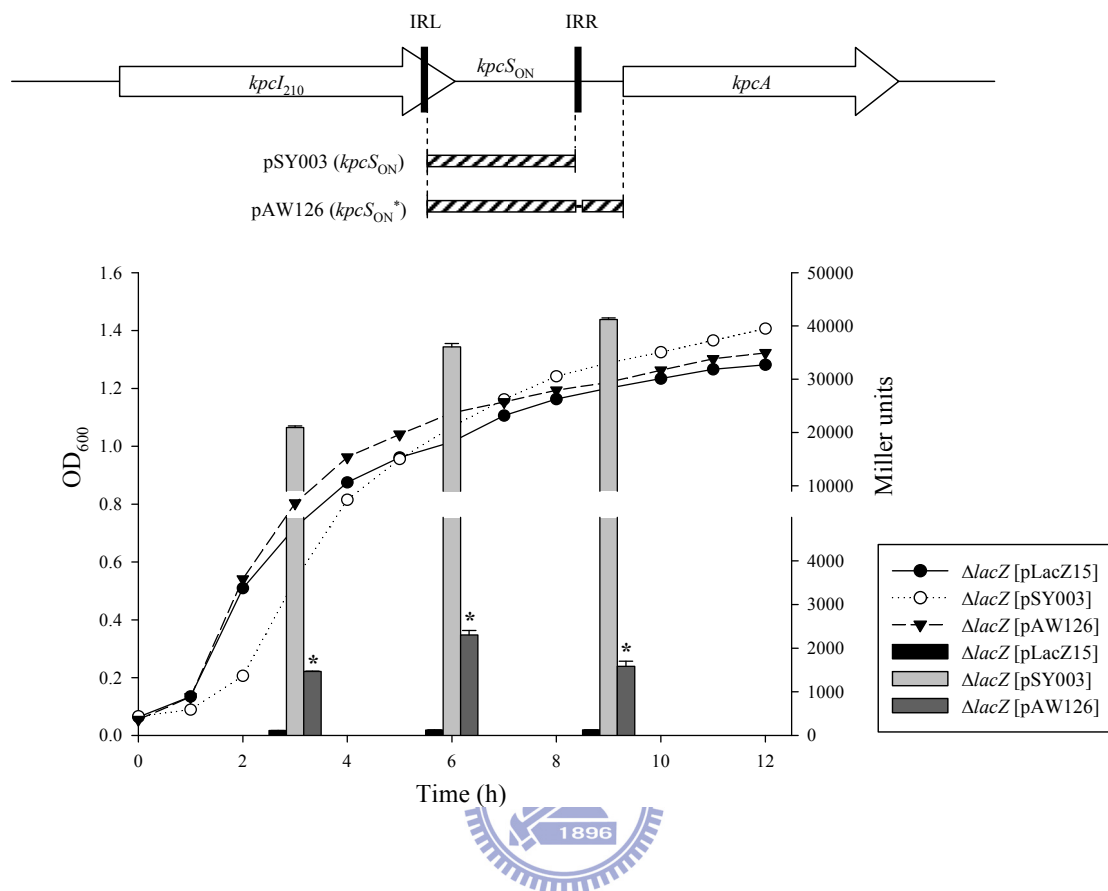 IRL IRR
kpcI210 kpcSON kpcA
pSY003 (kpcSON)
pAW126 (kpcSON*)
1.6 50000
1.4 40000
1.2 30000
1.0 20000
0.8 10000
0.6 4000
0.4 3000
2000
0.2 1000
0.0 0
OD600
Miller units
* * *
0 2 4 6 8 10 12
Time (h)
ΔlacZ [pLacZ15]
ΔlacZ [pSY003]
ΔlacZ [pAW126]
ΔlacZ [pLacZ15]
ΔlacZ [pSY003]
ΔlacZ [pAW126]
1896